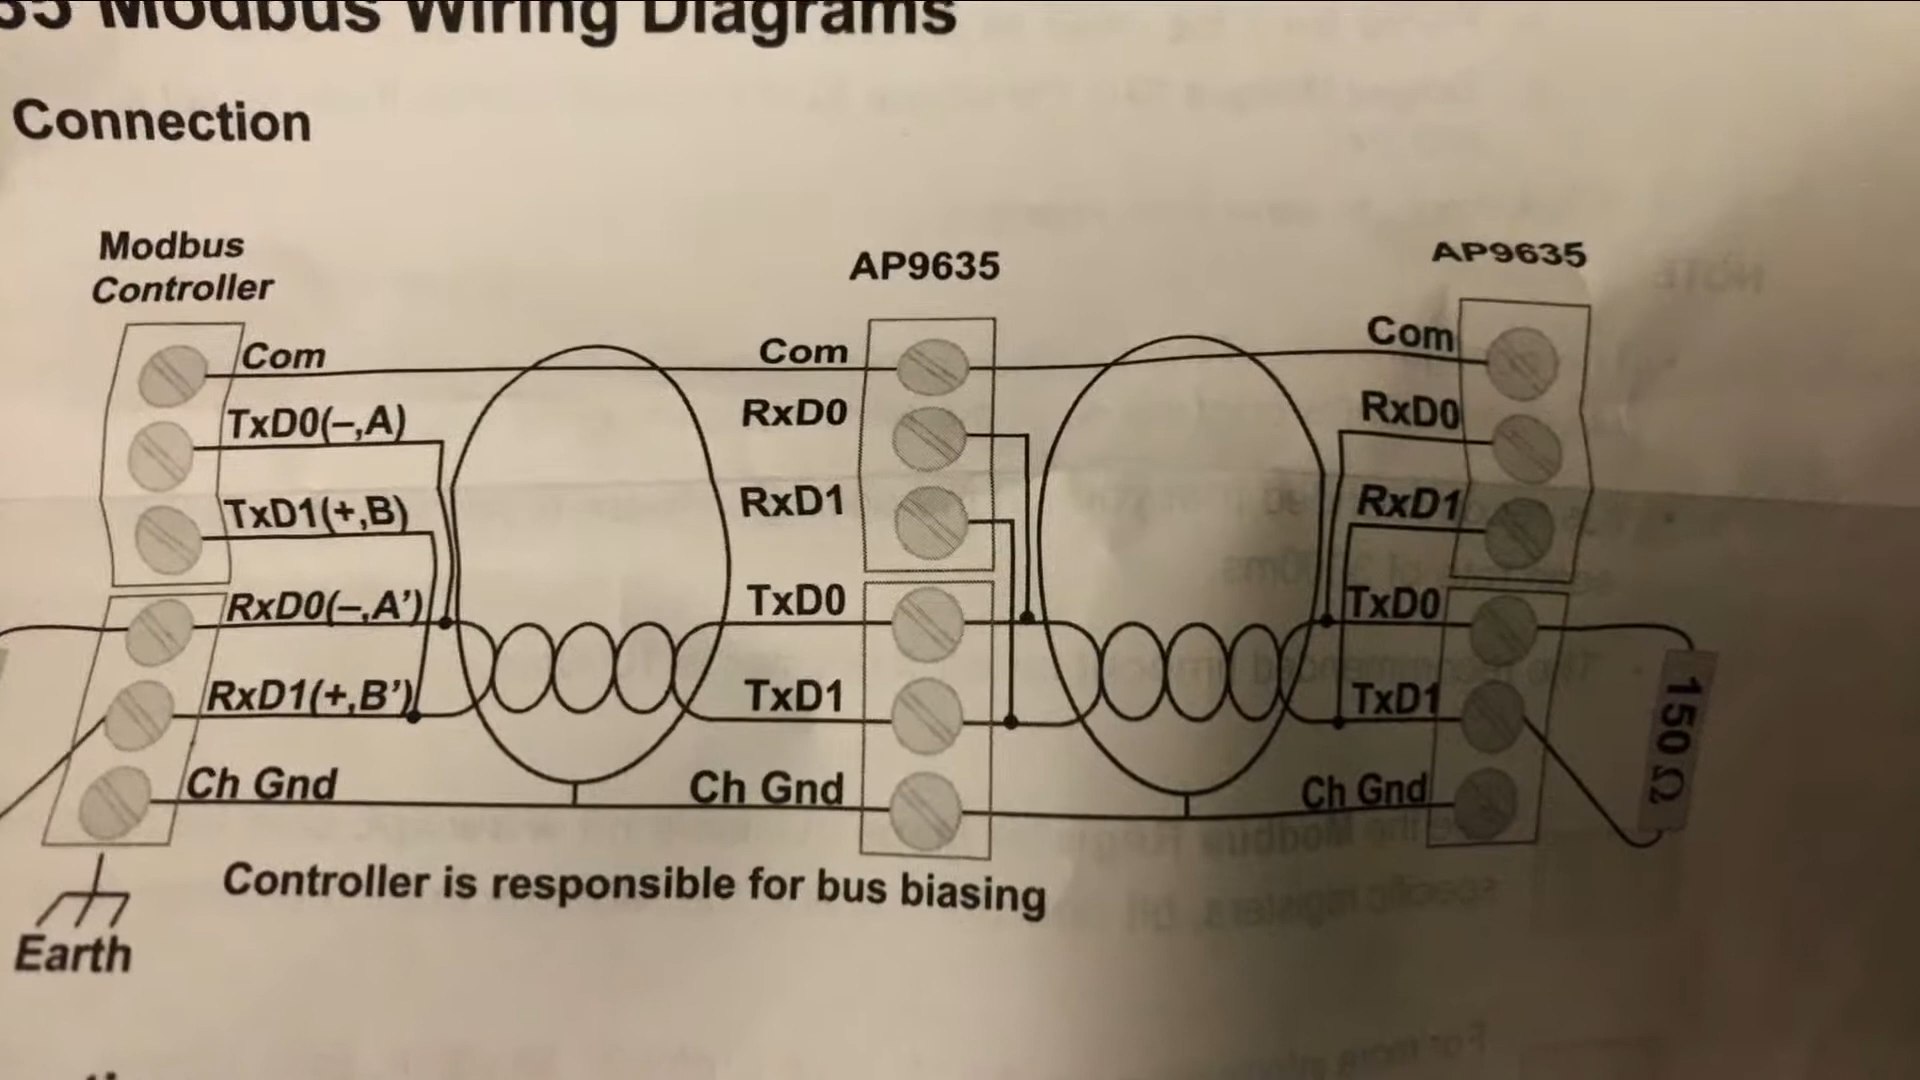 35 Modbus Wiring Diagrams
Connection
Modbus
Controller
AP9635
AP9635
Com
TxD0(–,A)
TxD1(+,B)
RxD0(–,A')
RxD1(+,B')
Ch Gnd
Com
RxD0
RxD1
TxD0
TxD1
Ch Gnd
Com
RxD0
RxD1
TxD0
TxD1
Ch Gnd
150 Ω
Controller is responsible for bus biasing
Earth